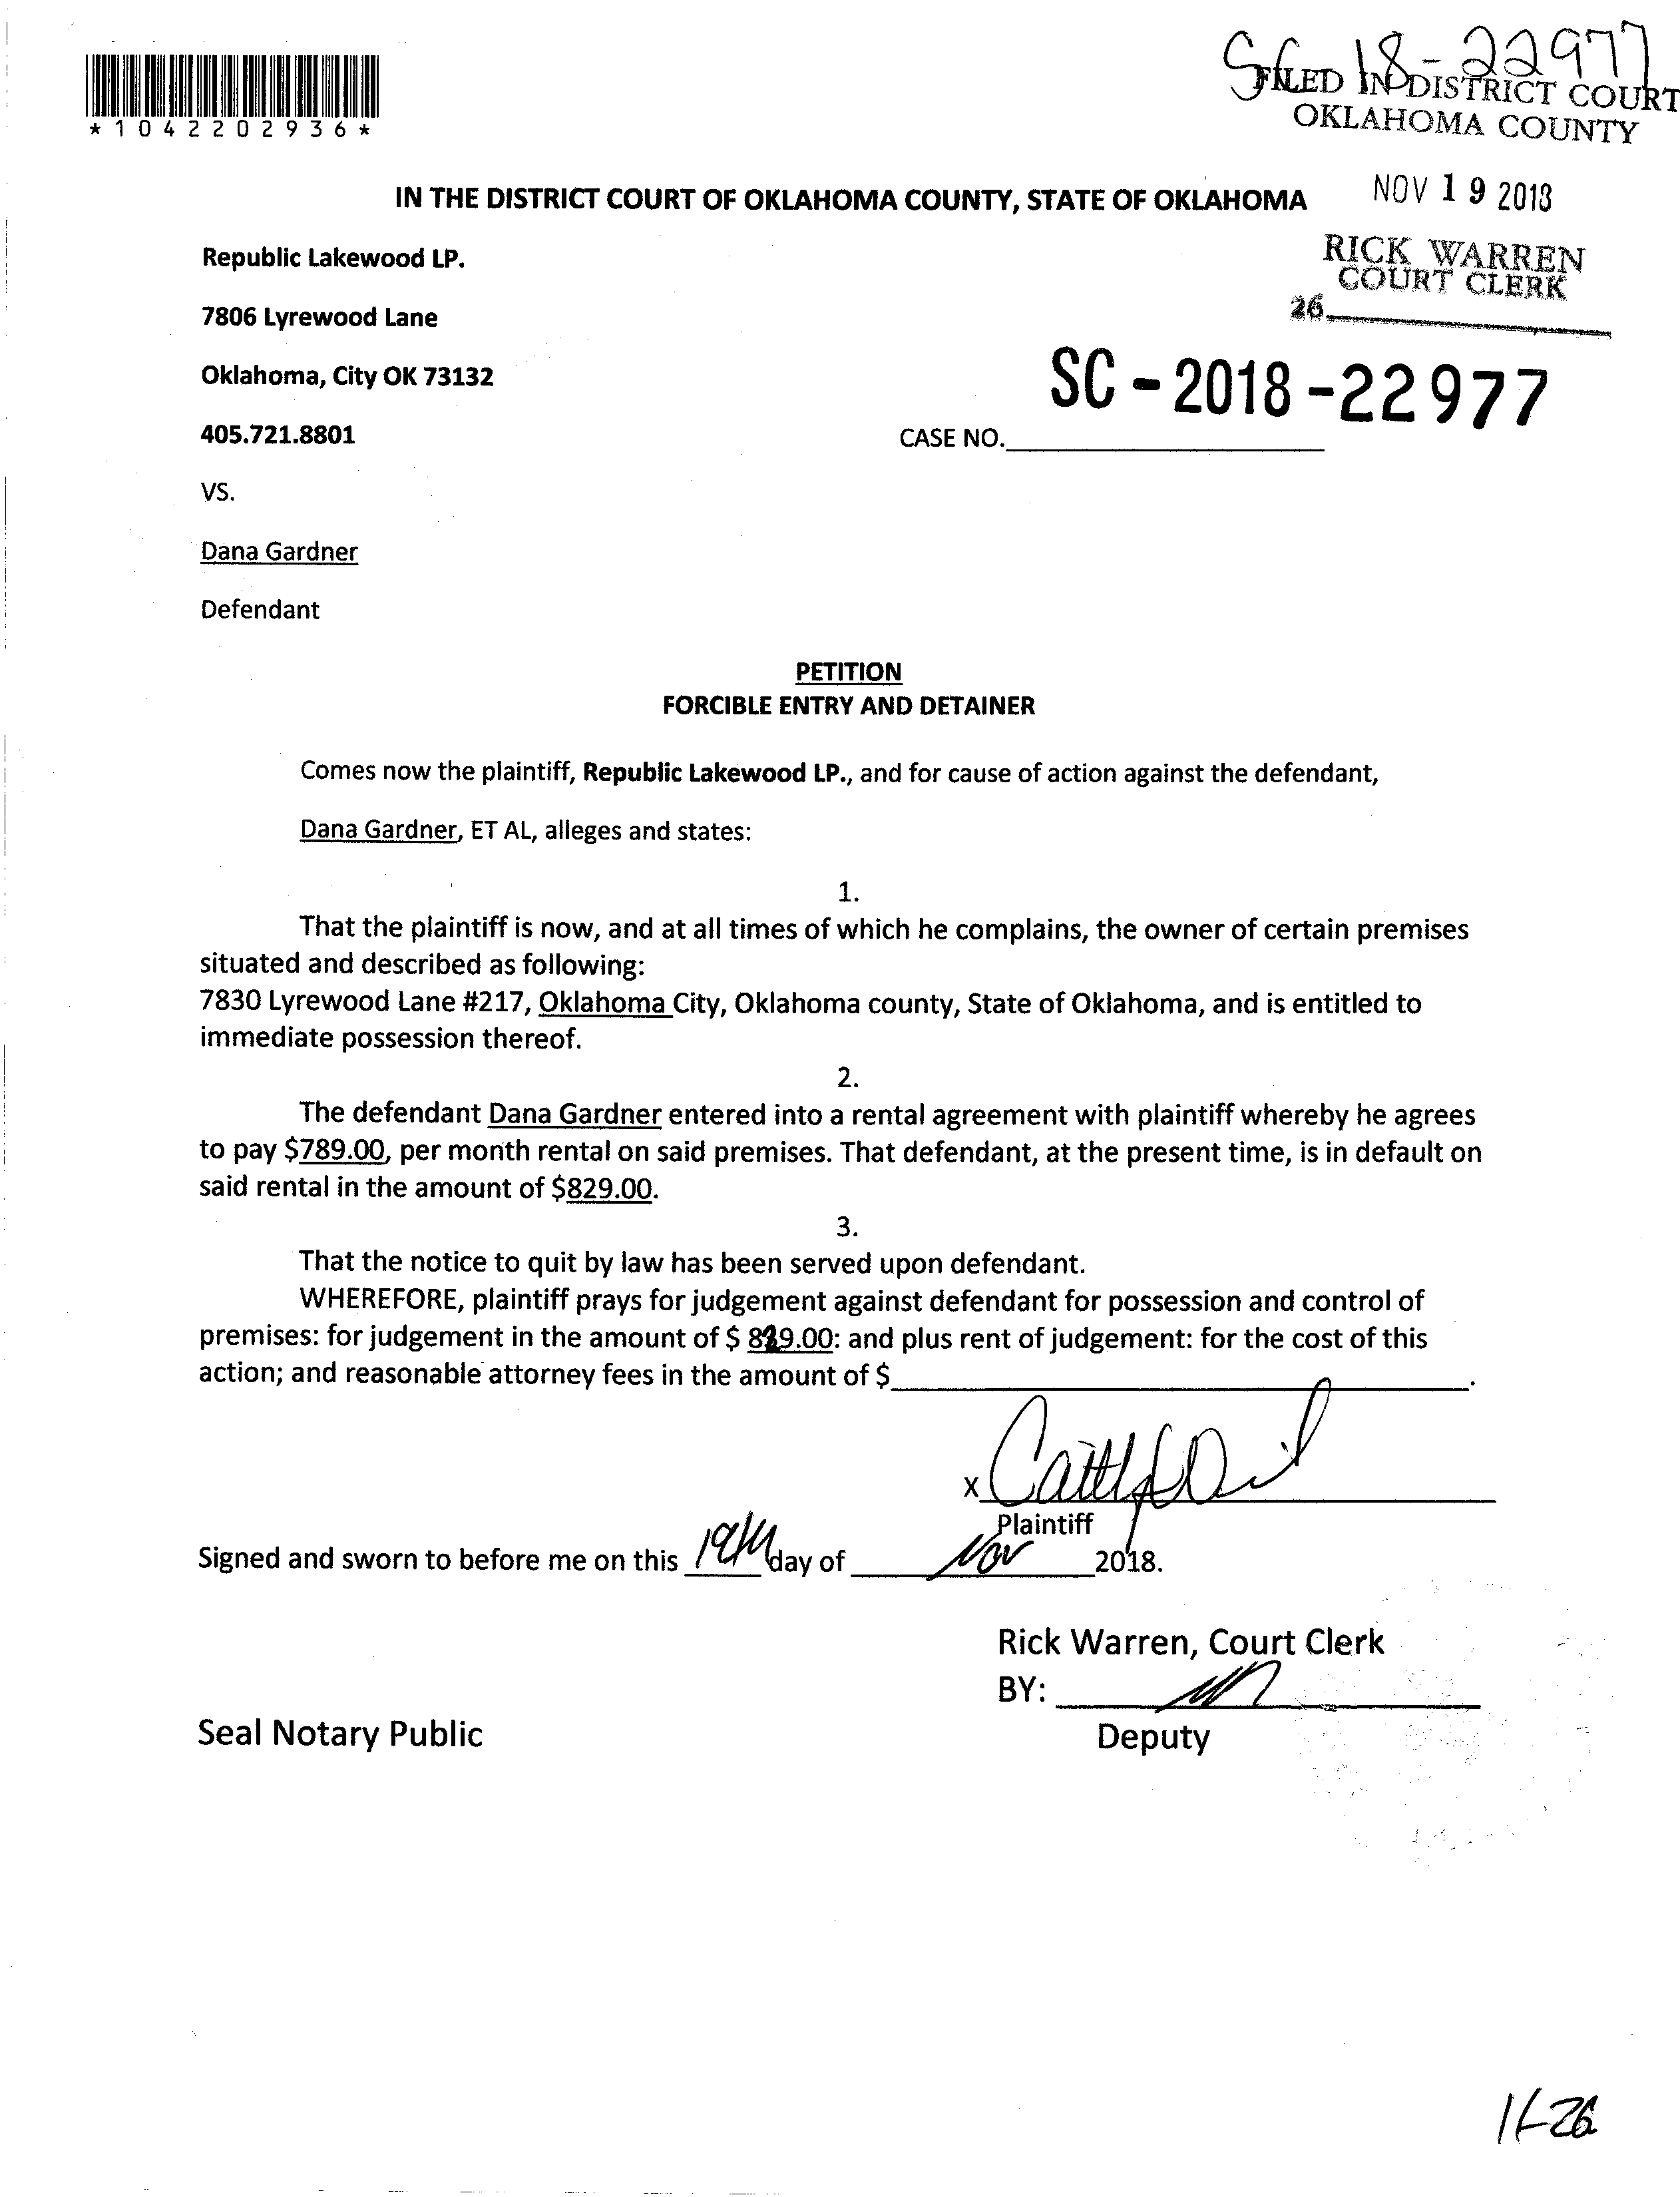 SC 18-22977
FILED IN DISTRICT COURT
OKLAHOMA COUNTY
*1042202936*
IN THE DISTRICT COURT OF OKLAHOMA COUNTY, STATE OF OKLAHOMA
NOV 19 2018
Republic Lakewood LP.
RICK WARREN
COURT CLERK
26
7806 Lyrewood Lane
Oklahoma, City OK 73132
SC-2018-22977
405.721.8801
CASE NO.
VS.
Dana Gardner
Defendant
PETITION
FORCIBLE ENTRY AND DETAINER
Comes now the plaintiff, Republic Lakewood LP., and for cause of action against the defendant,
Dana Gardner, ET AL, alleges and states:
1.
That the plaintiff is now, and at all times of which he complains, the owner of certain premises
situated and described as following:
7830 Lyrewood Lane #217, Oklahoma City, Oklahoma county, State of Oklahoma, and is entitled to
immediate possession thereof.
2.
The defendant Dana Gardner entered into a rental agreement with plaintiff whereby he agrees
to pay $789.00, per month rental on said premises. That defendant, at the present time, is in default on
said rental in the amount of $829.00.
3.
That the notice to quit by law has been served upon defendant.
WHEREFORE, plaintiff prays for judgement against defendant for possession and control of
premises: for judgement in the amount of $ 829.00: and plus rent of judgement: for the cost of this
action; and reasonable attorney fees in the amount of $ .
X
Plaintiff
Signed and sworn to before me on this 19th day of Nov 2018.
Rick Warren, Court Clerk
BY:
Seal Notary Public
Deputy
11-26